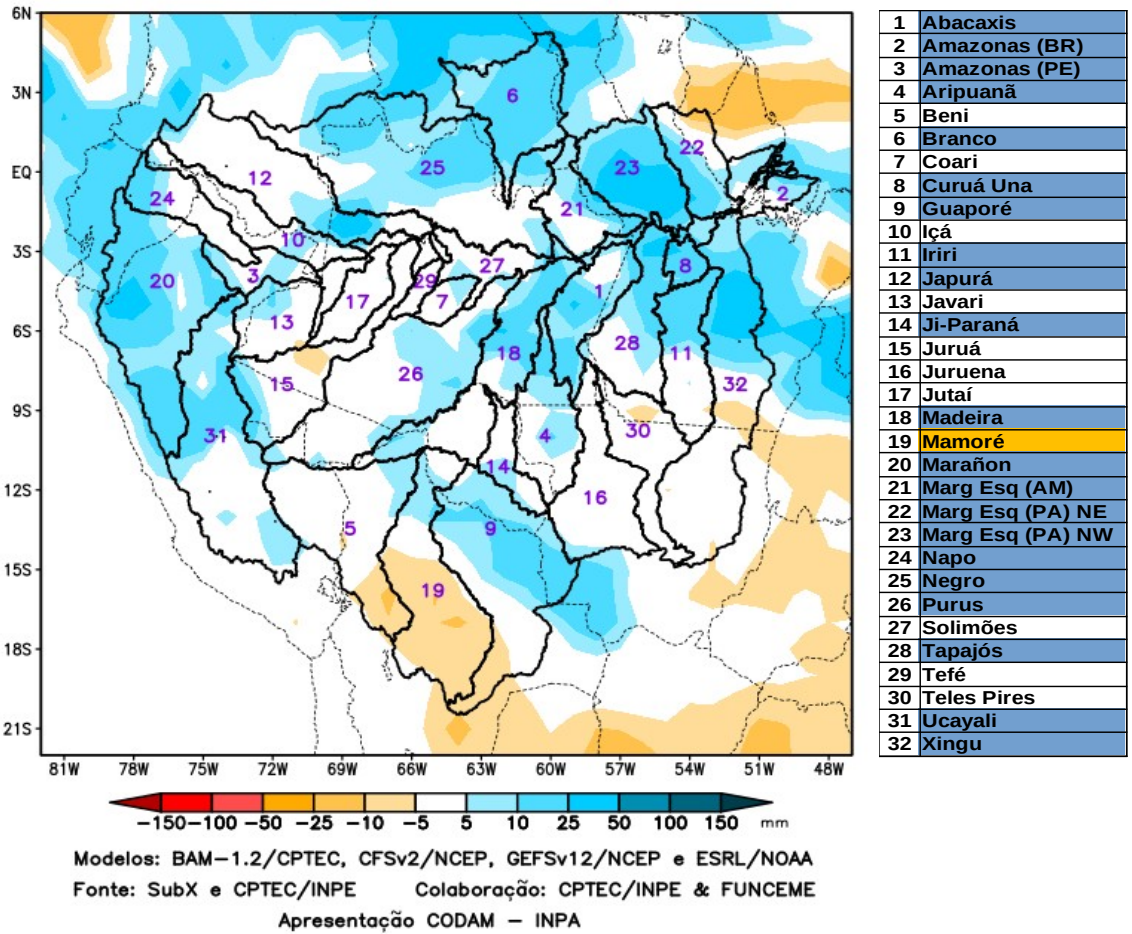 6N
3N
EQ
3S
6S
9S
12S
15S
18S
21S
81W 78W 75W 72W 69W 66W 63W 60W 57W 54W 51W 48W
6
22
25
23
12
2
24
21
10
27
3
8
20
29
1
17
7
13
28
18
11
26
15
32
30
31
4
14
16
5
9
19
-150 -100 -50 -25 -10 -5 5 10 25 50 100 150 mm
Modelos: BAM-1.2/CPTEC, CFSv2/NCEP, GEFSv12/NCEP e ESRL/NOAA
Fonte: SubX e CPTEC/INPE Colaboração: CPTEC/INPE & FUNCEME
Apresentação CODAM - INPA
1 Abacaxis
2 Amazonas (BR)
3 Amazonas (PE)
4 Aripuanã
5 Beni
6 Branco
7 Coari
8 Curuá Una
9 Guaporé
10 Içá
11 Iriri
12 Japurá
13 Javari
14 Ji-Paraná
15 Juruá
16 Juruena
17 Jutaí
18 Madeira
19 Mamoré
20 Marañon
21 Marg Esq (AM)
22 Marg Esq (PA) NE
23 Marg Esq (PA) NW
24 Napo
25 Negro
26 Purus
27 Solimões
28 Tapajós
29 Tefé
30 Teles Pires
31 Ucayali
32 Xingu